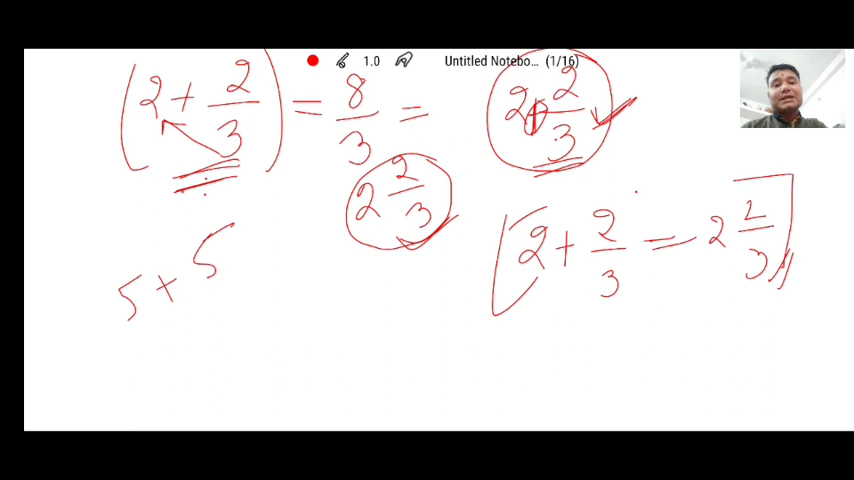 1.0 Untitled Notebo... (1/16)
(2 + 2/3) = 8/3 = 2+2/3
2 2/3
2 + 2/3 = 2 2/3
5 + 5